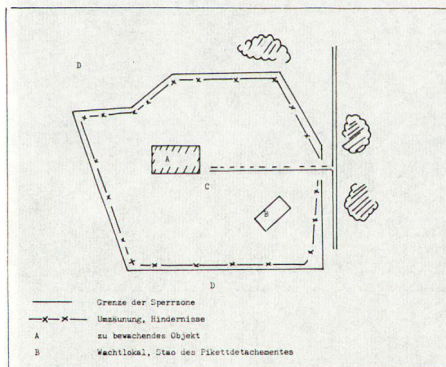 D
A
C
B
D
Grenze der Sperrzone
Umzäunung, Hindernisse
A zu bewachendes Objekt
B Wachtlokal, Stao des Pikettdetachementes